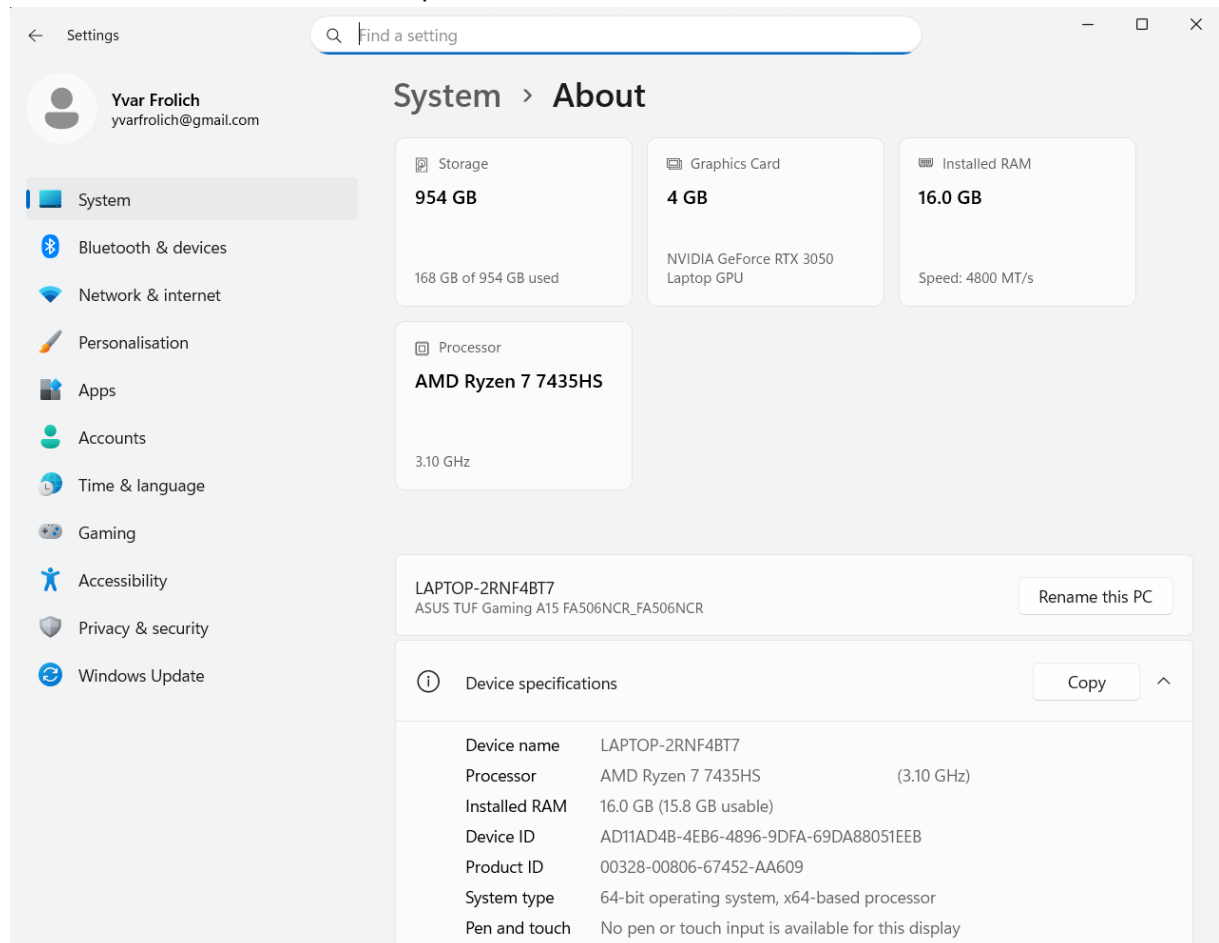 Settings
Find a setting
Yvar Frolich
yvarfrolich@gmail.com
System
Bluetooth & devices
Network & internet
Personalisation
Apps
Accounts
Time & language
Gaming
Accessibility
Privacy & security
Windows Update
System > About
Storage
954 GB
168 GB of 954 GB used
Graphics Card
4 GB
NVIDIA GeForce RTX 3050
Laptop GPU
Installed RAM
16.0 GB
Speed: 4800 MT/s
Processor
AMD Ryzen 7 7435HS
3.10 GHz
LAPTOP-2RNF4BT7
ASUS TUF Gaming A15 FA506NCR_FA506NCR
Rename this PC
Device specifications
Copy
Device name LAPTOP-2RNF4BT7
Processor AMD Ryzen 7 7435HS (3.10 GHz)
Installed RAM 16.0 GB (15.8 GB usable)
Device ID AD11AD4B-4EB6-4896-9DFA-69DA88051EEB
Product ID 00328-00806-67452-AA609
System type 64-bit operating system, x64-based processor
Pen and touch No pen or touch input is available for this display